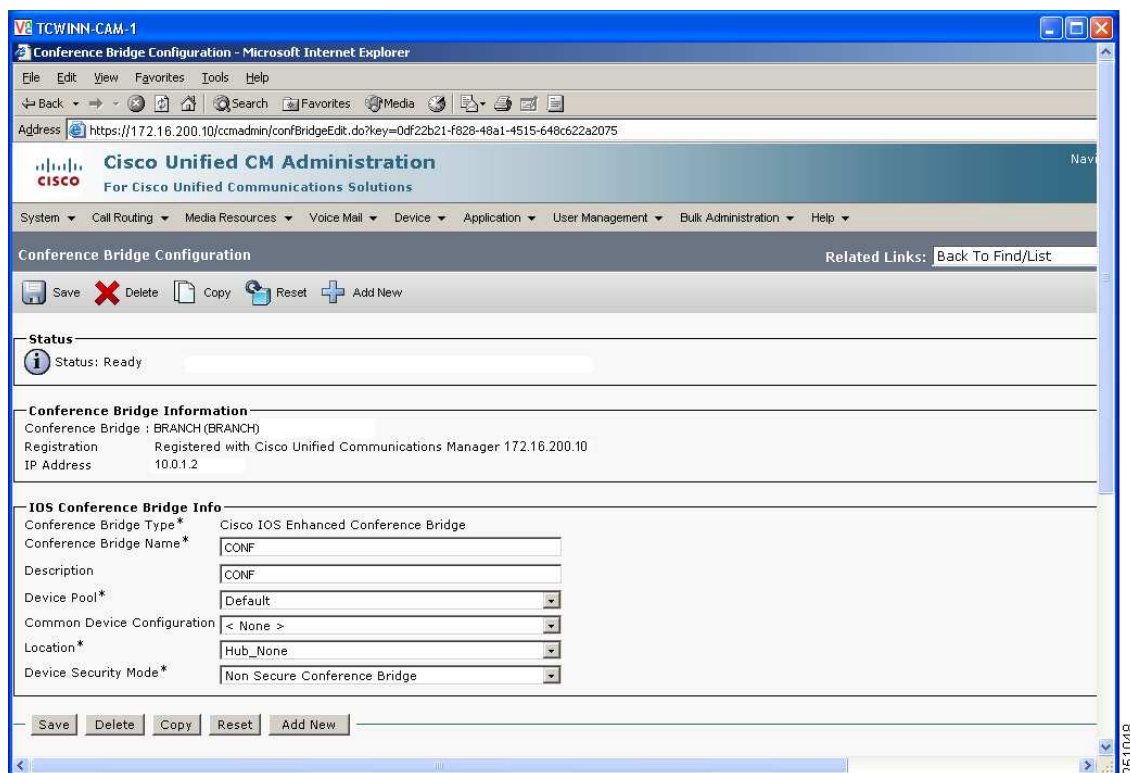 TCWINN-CAM-1
Conference Bridge Configuration - Microsoft Internet Explorer
File Edit View Favorites Tools Help
Back Search Favorites Media
Address https://172.16.200.10/ccmadmin/confBridgeEdit.do?key=0df22b21-f828-48a1-4515-648c622a2075
CISCO
Cisco Unified CM Administration
For Cisco Unified Communications Solutions
Navi
System Call Routing Media Resources Voice Mail Device Application User Management Bulk Administration Help
Conference Bridge Configuration Related Links: Back To Find/List
Save Delete Copy Reset Add New
Status
Status: Ready
Conference Bridge Information
Conference Bridge : BRANCH (BRANCH)
Registration Registered with Cisco Unified Communications Manager 172.16.200.10
IP Address 10.0.1.2
IOS Conference Bridge Info
Conference Bridge Type* Cisco IOS Enhanced Conference Bridge
Conference Bridge Name* CONF
Description CONF
Device Pool* Default
Common Device Configuration < None >
Location* Hub_None
Device Security Mode* Non Secure Conference Bridge
Save Delete Copy Reset Add New
251048